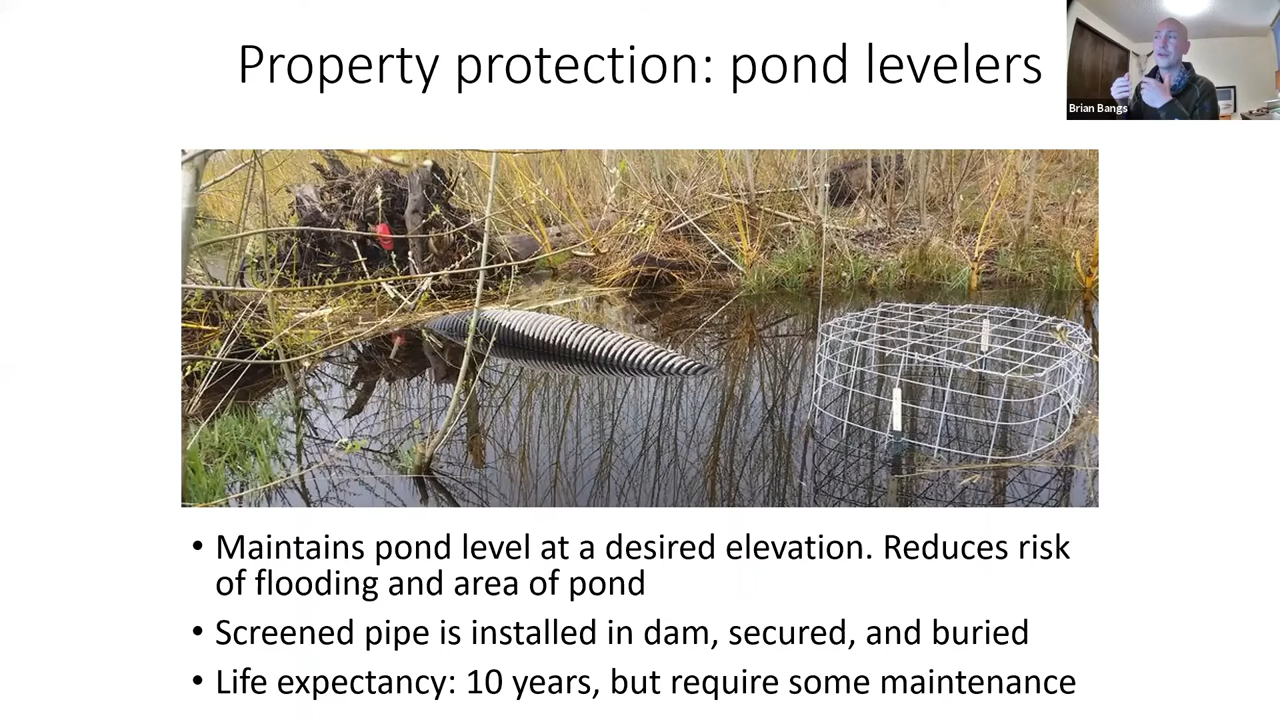 Property protection: pond levelers
Brian Bangs
• Maintains pond level at a desired elevation. Reduces risk
of flooding and area of pond
• Screened pipe is installed in dam, secured, and buried
• Life expectancy: 10 years, but require some maintenance